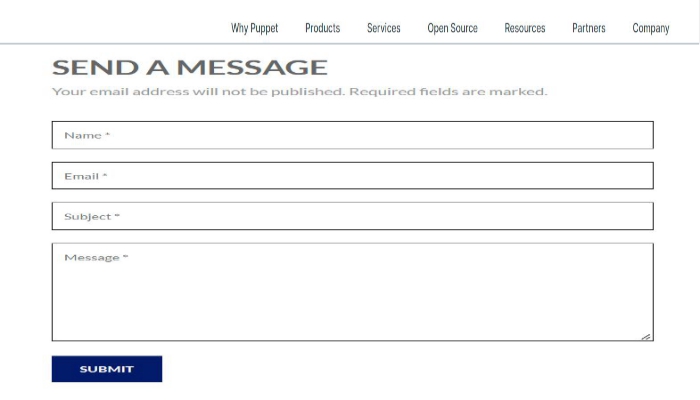 Why Puppet Products Services Open Source Resources Partners Company
SEND A MESSAGE
Your email address will not be published. Required fields are marked.
Name *
Email *
Subject *
Message *
SUBMIT